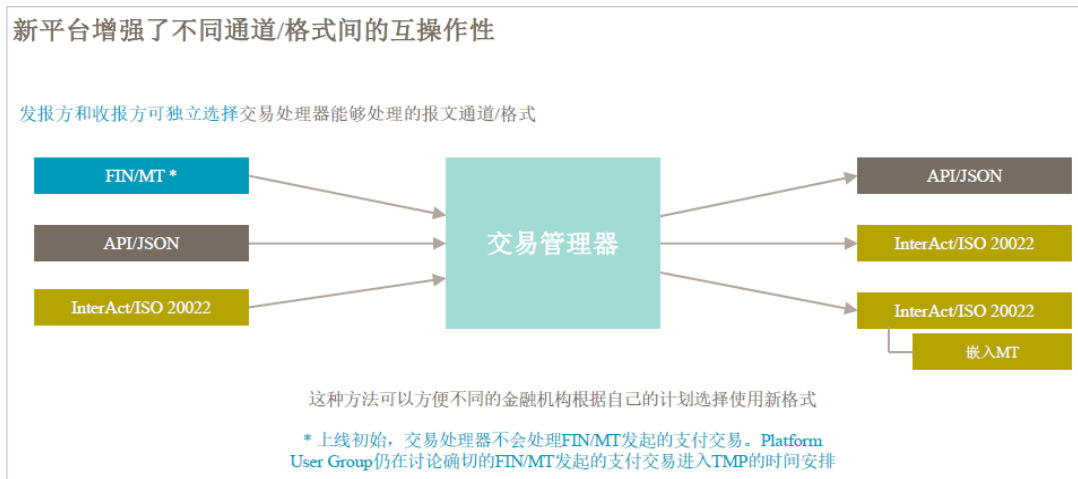 新平台增强了不同通道/格式间的互操作性
发报方和收报方可独立选择交易处理器能够处理的报文通道/格式
FIN/MT *
API/JSON
InterAct/ISO 20022
交易管理器
API/JSON
InterAct/ISO 20022
InterAct/ISO 20022
嵌入MT
这种方法可以方便不同的金融机构根据自己的计划选择使用新格式
* 上线初始，交易处理器不会处理FIN/MT发起的支付交易。Platform
User Group仍在讨论确切的FIN/MT发起的支付交易进入TMP的时间安排